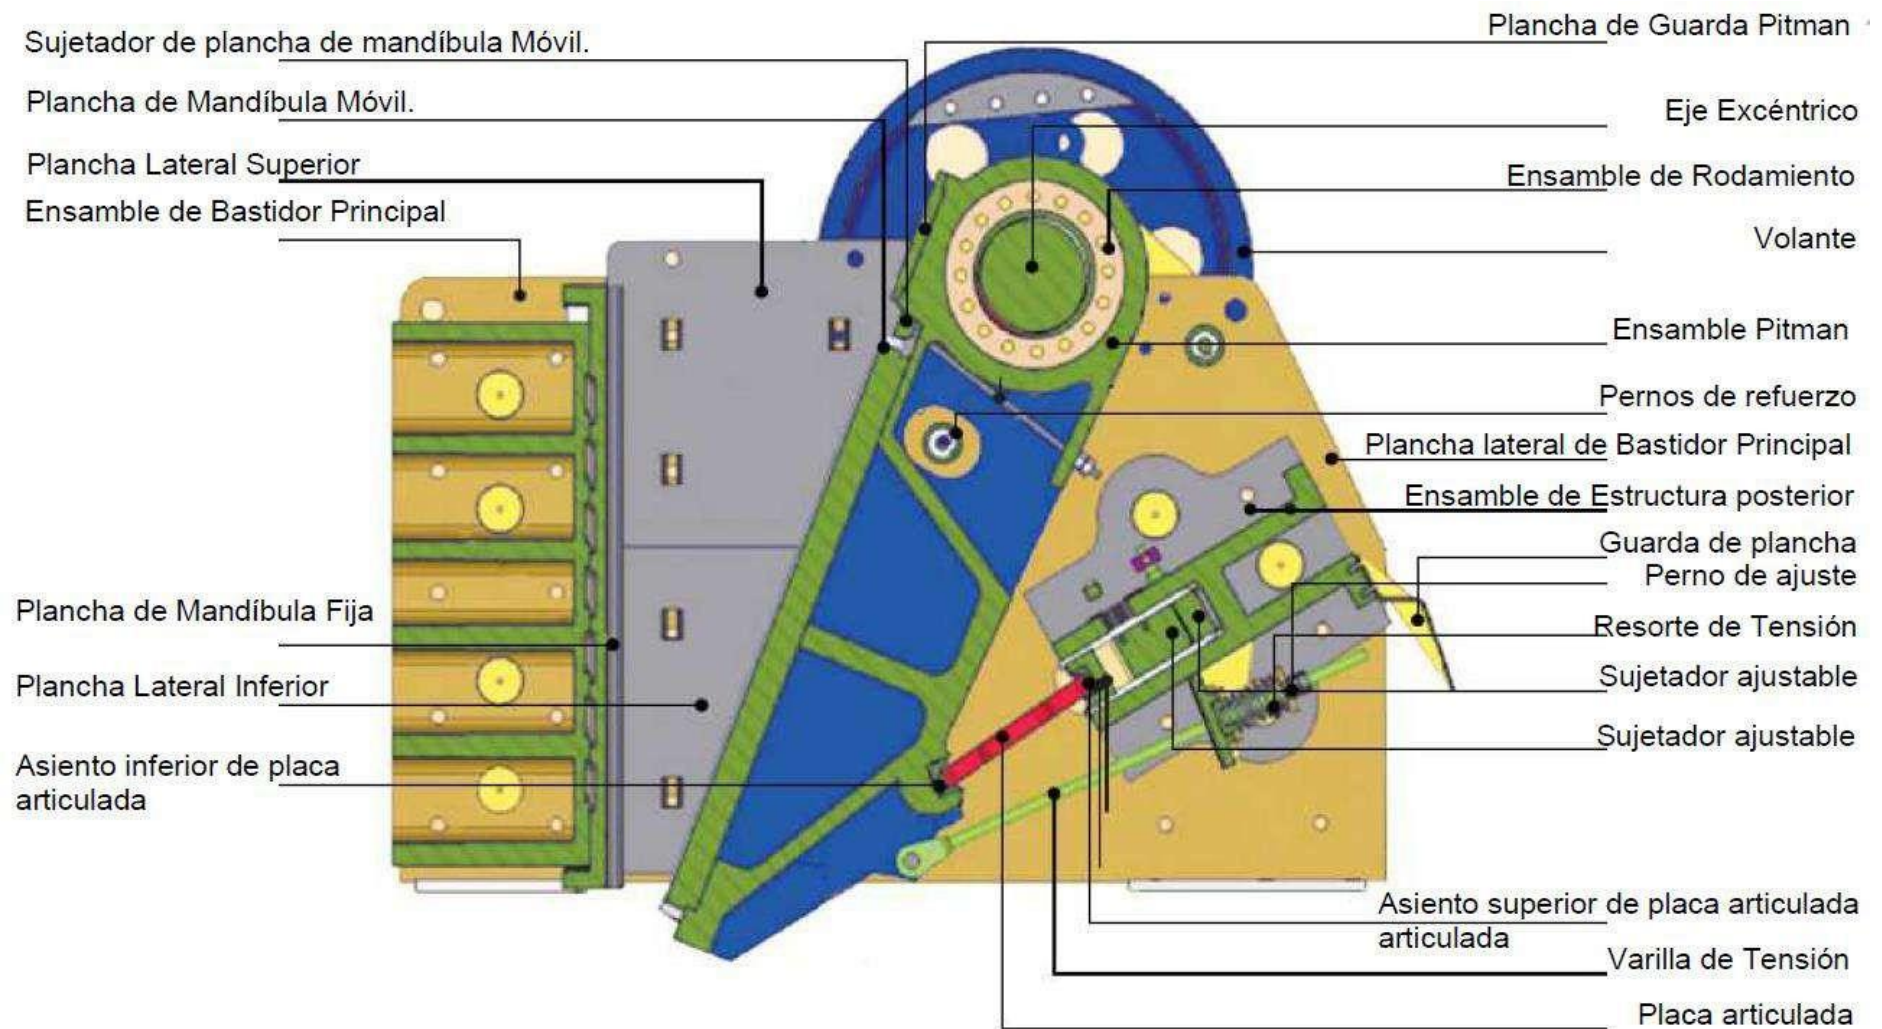 Sujetador de plancha de mandíbula Móvil.
Plancha de Mandíbula Móvil.
Plancha Lateral Superior
Ensamble de Bastidor Principal
Plancha de Mandíbula Fija
Plancha Lateral Inferior
Asiento inferior de placa
articulada
Plancha de Guarda Pitman
Eje Excéntrico
Ensamble de Rodamiento
Volante
Ensamble Pitman
Pernos de refuerzo
Plancha lateral de Bastidor Principal
Ensamble de Estructura posterior
Guarda de plancha
Perno de ajuste
Resorte de Tensión
Sujetador ajustable
Sujetador ajustable
Asiento superior de placa articulada
articulada
Varilla de Tensión
Placa articulada